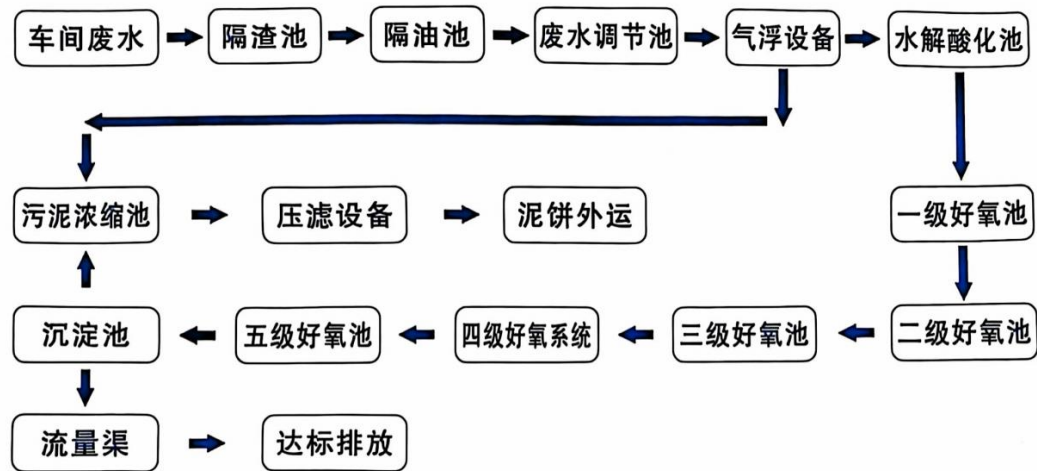 车间废水
隔渣池
隔油池
废水调节池
气浮设备
水解酸化池
污泥浓缩池
压滤设备
泥饼外运
一级好氧池
沉淀池
五级好氧池
四级好氧系统
三级好氧池
二级好氧池
流量渠
达标排放